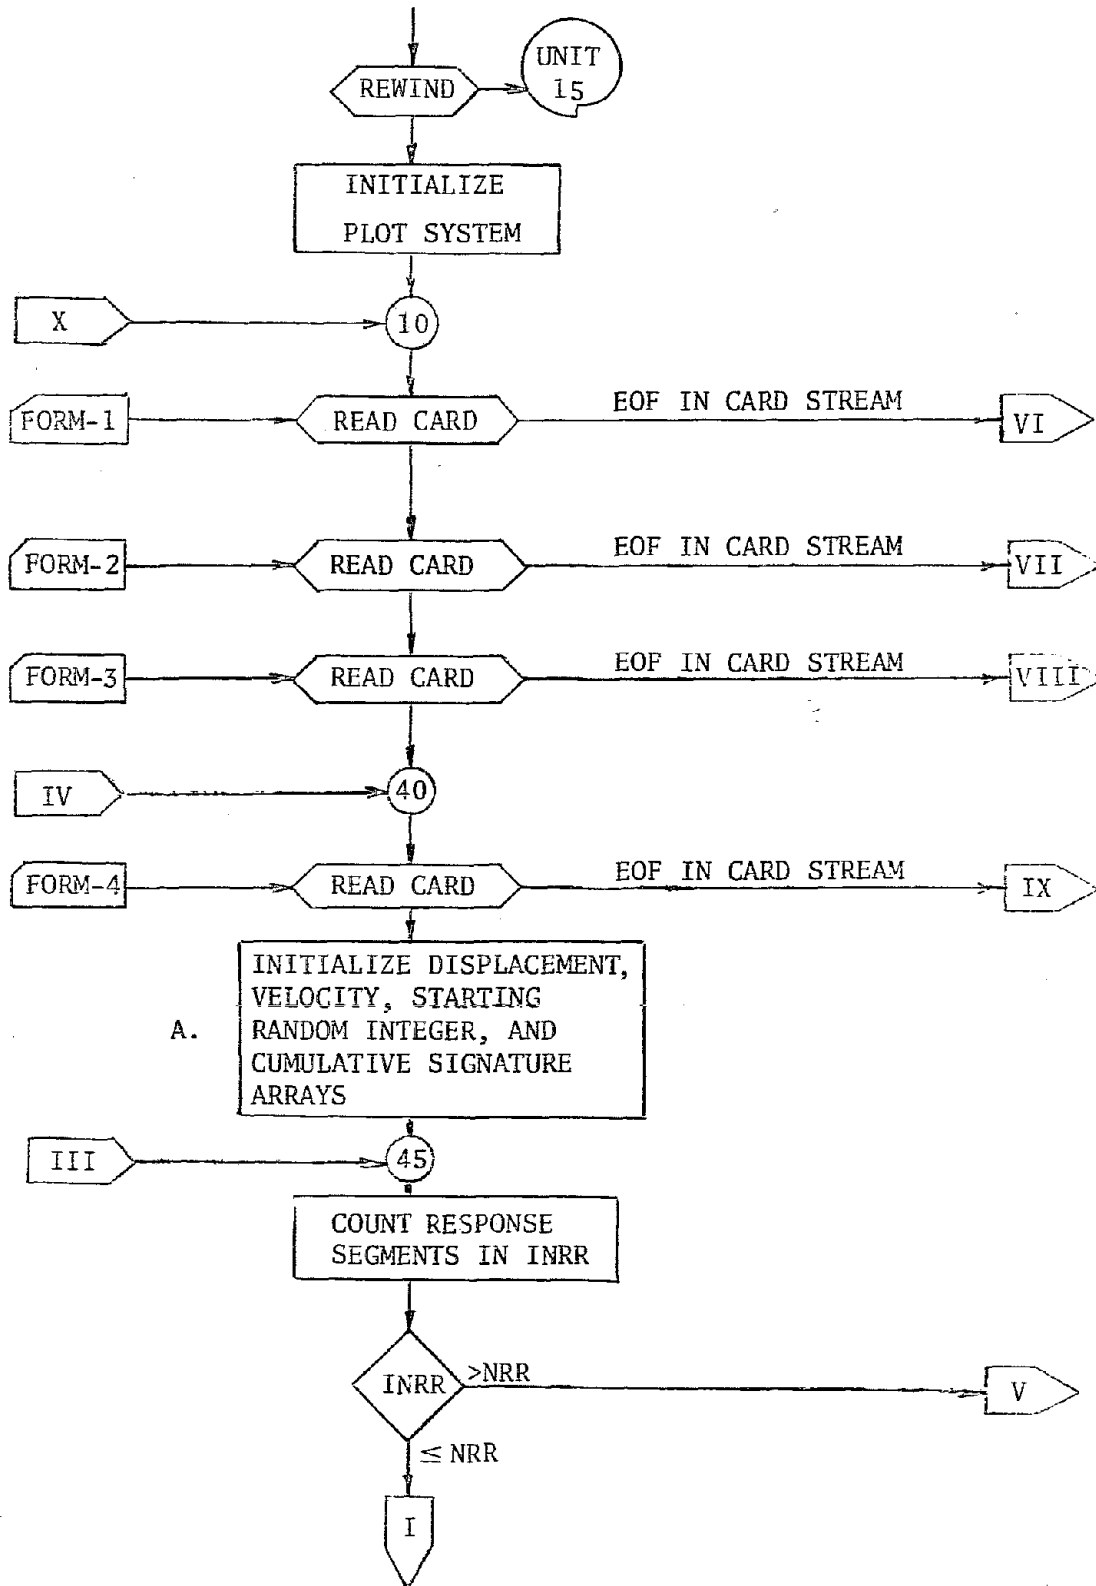 UNIT
15
REWIND
INITIALIZE
PLOT SYSTEM
X
10
FORM-1
READ CARD
EOF IN CARD STREAM
VI
FORM-2
READ CARD
EOF IN CARD STREAM
VII
FORM-3
READ CARD
EOF IN CARD STREAM
VIII
IV
40
FORM-4
READ CARD
EOF IN CARD STREAM
IX
A.
INITIALIZE DISPLACEMENT,
VELOCITY, STARTING
RANDOM INTEGER, AND
CUMULATIVE SIGNATURE
ARRAYS
III
45
COUNT RESPONSE
SEGMENTS IN INRR
INRR
>NRR
V
≤ NRR
I